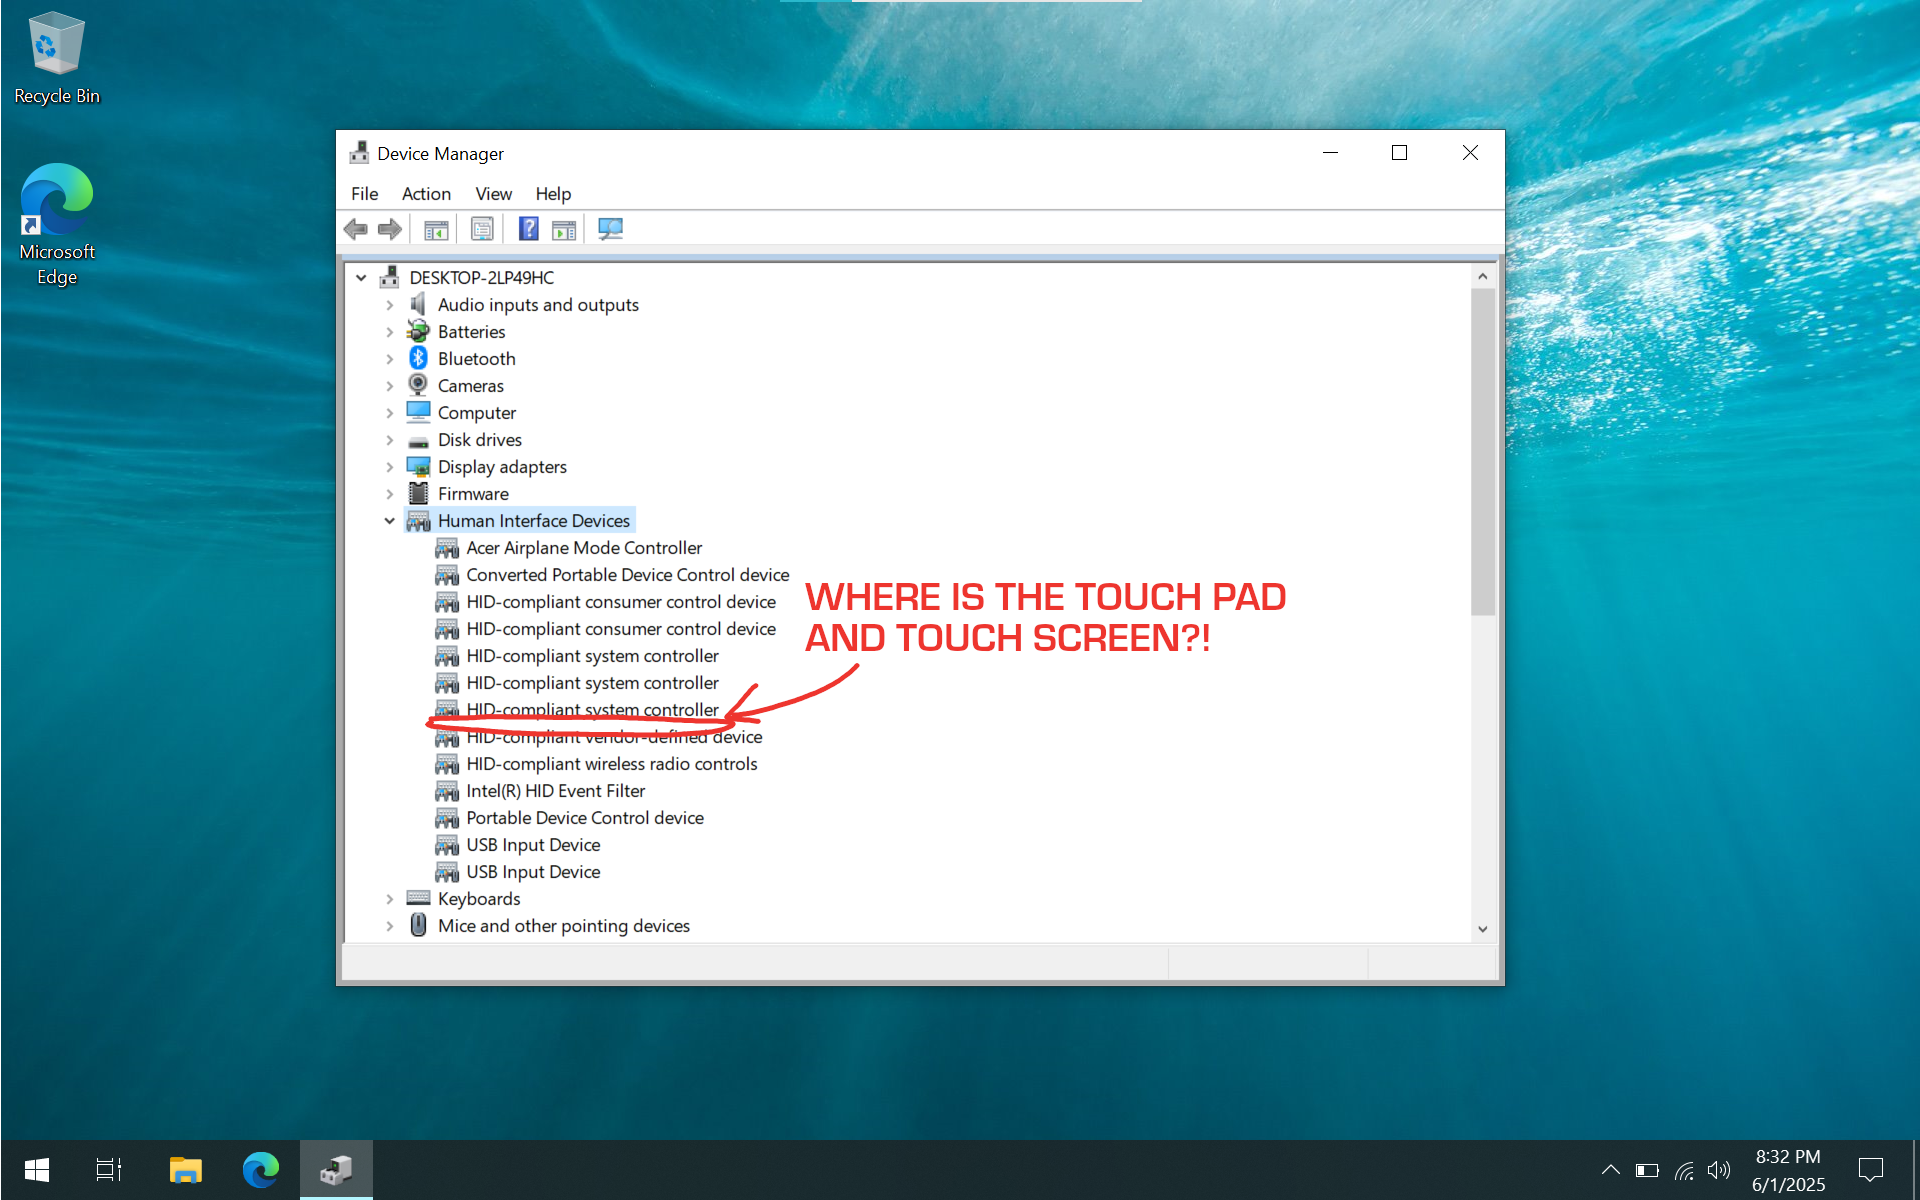 Recycle Bin
Microsoft
Edge
Device Manager
File Action View Help
DESKTOP-2LP49HC
Audio inputs and outputs
Batteries
Bluetooth
Cameras
Computer
Disk drives
Display adapters
Firmware
Human Interface Devices
Acer Airplane Mode Controller
Converted Portable Device Control device
HID-compliant consumer control device
HID-compliant consumer control device
HID-compliant system controller
HID-compliant system controller
HID-compliant system controller
HID-compliant vendor-defined device
HID-compliant wireless radio controls
Intel(R) HID Event Filter
Portable Device Control device
USB Input Device
USB Input Device
Keyboards
Mice and other pointing devices
WHERE IS THE TOUCH PAD
AND TOUCH SCREEN?!
8:32 PM
6/1/2025